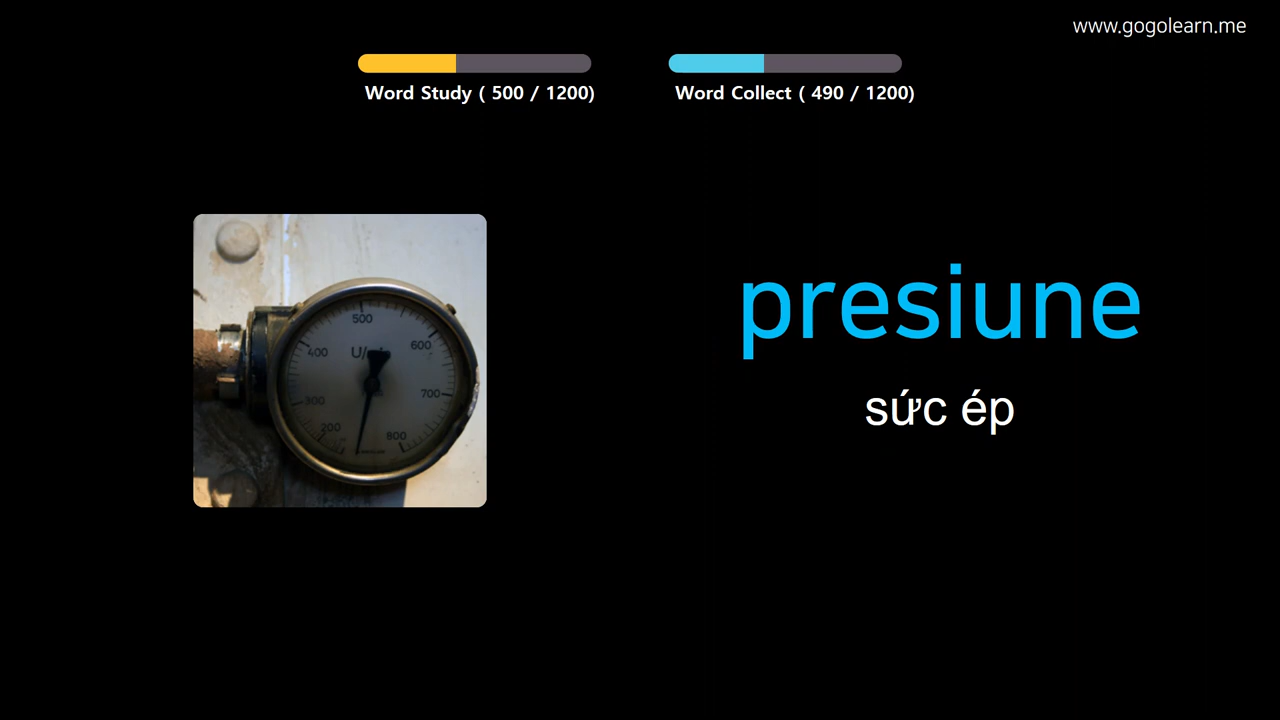 www.gogolearn.me
Word Study ( 500 / 1200)
Word Collect ( 490 / 1200)
presiune
sức ép
500
400
600
300
700
200
800